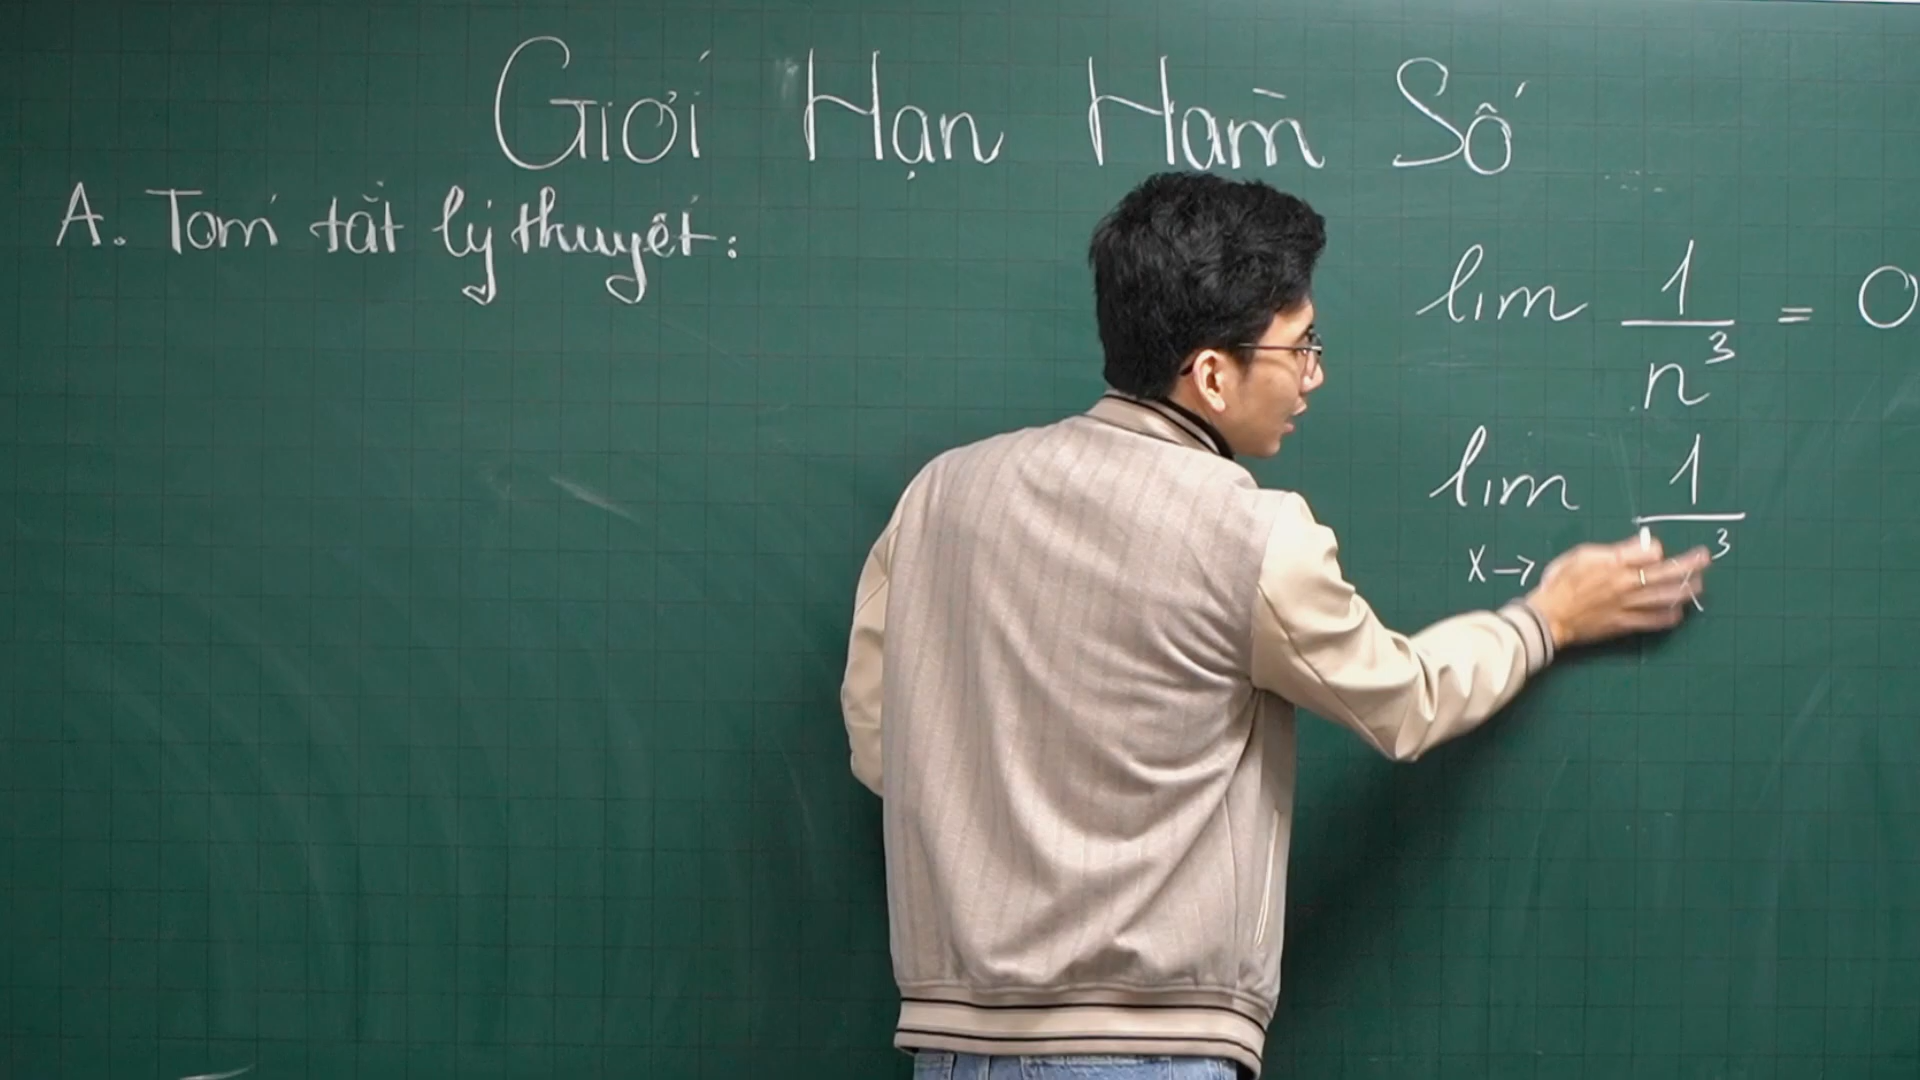 Giới Hạn Hàm Số
A. Tóm tắt lý thuyết:
lim 1/n³ = 0
lim 1/x³
x→